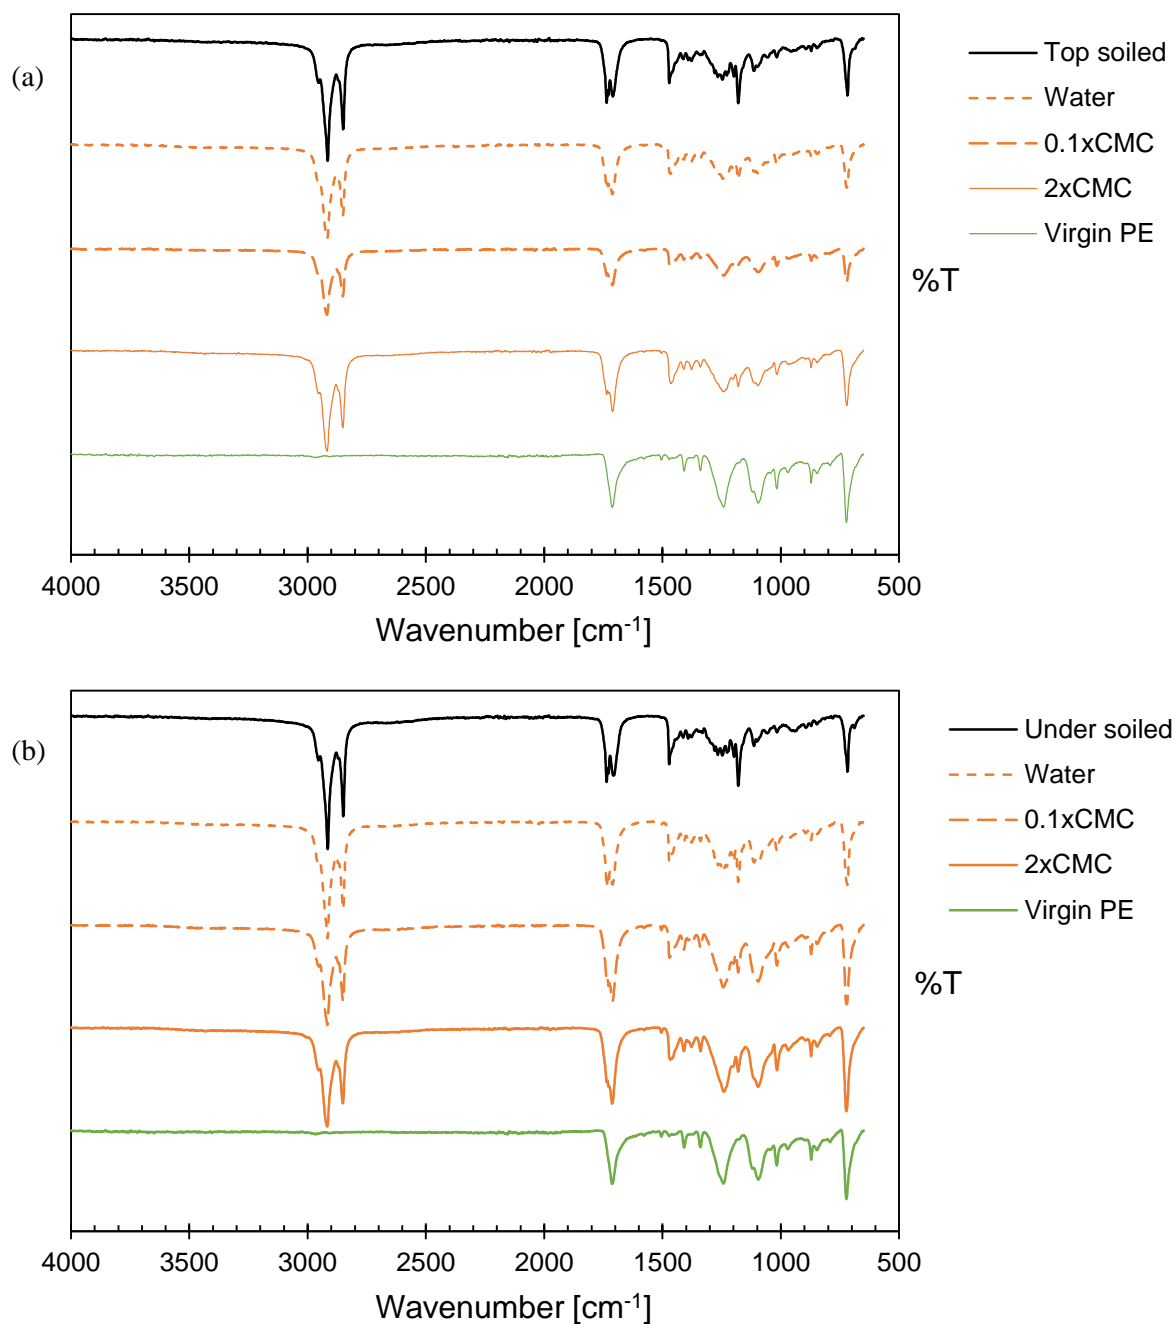 (a)
Top soiled
Water
0.1xCMC
2xCMC
Virgin PE
%T
4000 3500 3000 2500 2000 1500 1000 500
Wavenumber [cm-1]
(b)
Under soiled
Water
0.1xCMC
2xCMC
Virgin PE
%T
4000 3500 3000 2500 2000 1500 1000 500
Wavenumber [cm-1]